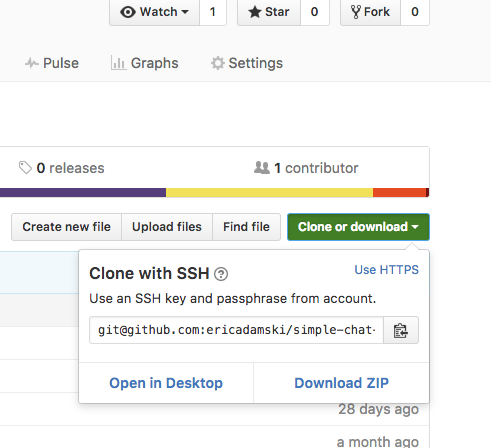 Watch 1 Star 0 Fork 0
Pulse Graphs Settings
0 releases 1 contributor
Create new file Upload files Find file Clone or download
Clone with SSH ? Use HTTPS
Use an SSH key and passphrase from account.
git@github.com:ericadamski/simple-chat-
Open in Desktop Download ZIP
28 days ago
a month ago